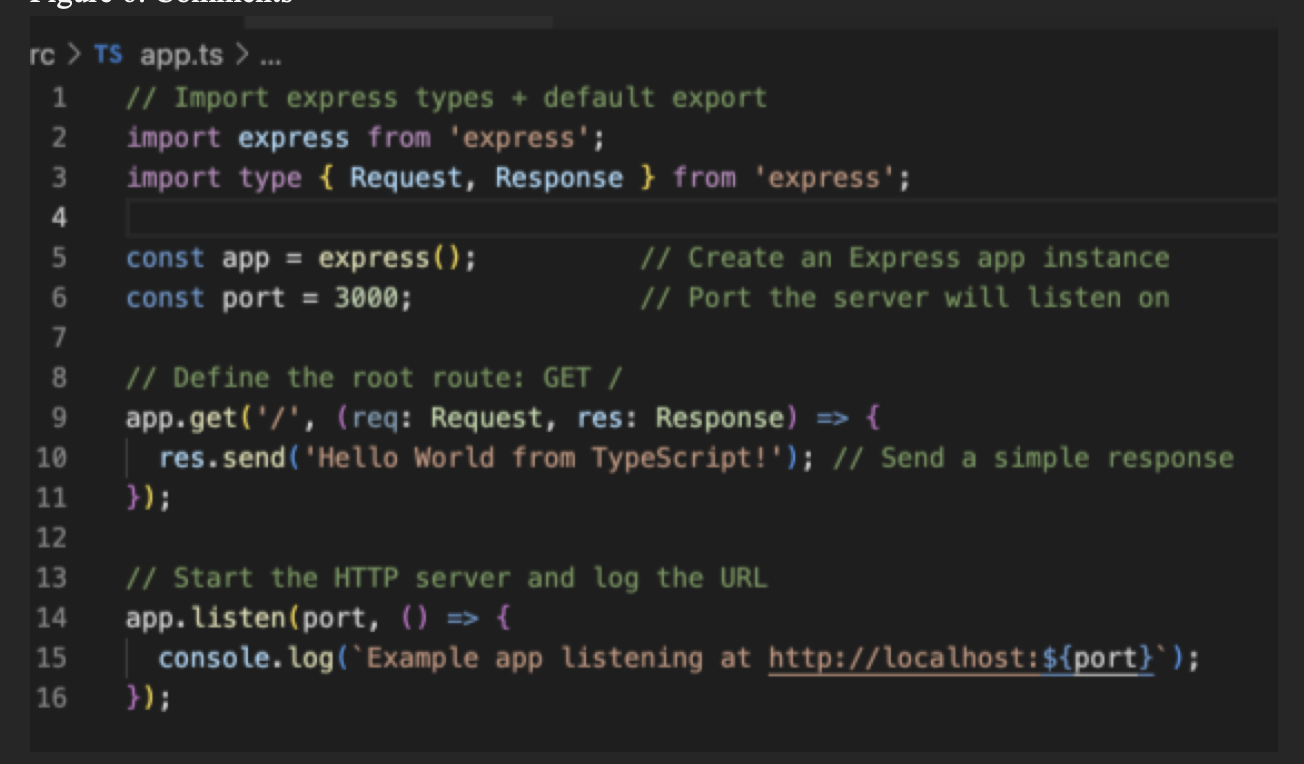 Figure 6: Comments
rc > TS app.ts > ...
1 // Import express types + default export
2 import express from 'express';
3 import type { Request, Response } from 'express';
4
5 const app = express(); // Create an Express app instance
6 const port = 3000; // Port the server will listen on
7
8 // Define the root route: GET /
9 app.get('/', (req: Request, res: Response) => {
10 res.send('Hello World from TypeScript!'); // Send a simple response
11 });
12
13 // Start the HTTP server and log the URL
14 app.listen(port, () => {
15 console.log(`Example app listening at http://localhost:${port}`);
16 });